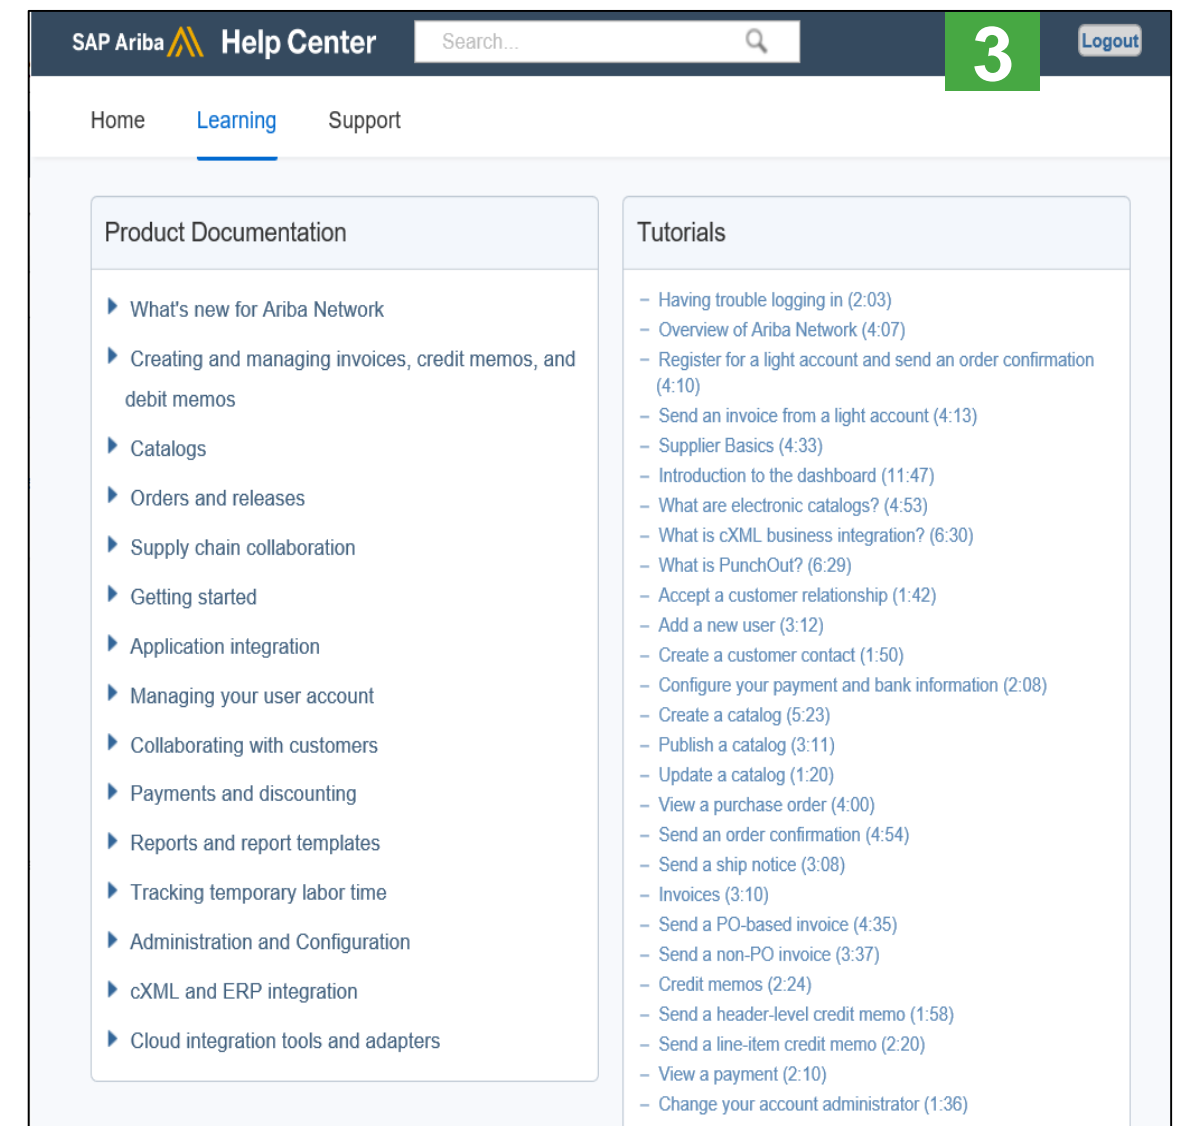 SAP Ariba Help Center
Search...
3
Logout
Home
Learning
Support
Product Documentation
What's new for Ariba Network
Creating and managing invoices, credit memos, and
debit memos
Catalogs
Orders and releases
Supply chain collaboration
Getting started
Application integration
Managing your user account
Collaborating with customers
Payments and discounting
Reports and report templates
Tracking temporary labor time
Administration and Configuration
cXML and ERP integration
Cloud integration tools and adapters
Tutorials
– Having trouble logging in (2:03)
– Overview of Ariba Network (4:07)
– Register for a light account and send an order confirmation
(4:10)
– Send an invoice from a light account (4:13)
– Supplier Basics (4:33)
– Introduction to the dashboard (11:47)
– What are electronic catalogs? (4:53)
– What is cXML business integration? (6:30)
– What is PunchOut? (6:29)
– Accept a customer relationship (1:42)
– Add a new user (3:12)
– Create a customer contact (1:50)
– Configure your payment and bank information (2:08)
– Create a catalog (5:23)
– Publish a catalog (3:11)
– Update a catalog (1:20)
– View a purchase order (4:00)
– Send an order confirmation (4:54)
– Send a ship notice (3:08)
– Invoices (3:10)
– Send a PO-based invoice (4:35)
– Send a non-PO invoice (3:37)
– Credit memos (2:24)
– Send a header-level credit memo (1:58)
– Send a line-item credit memo (2:20)
– View a payment (2:10)
– Change your account administrator (1:36)